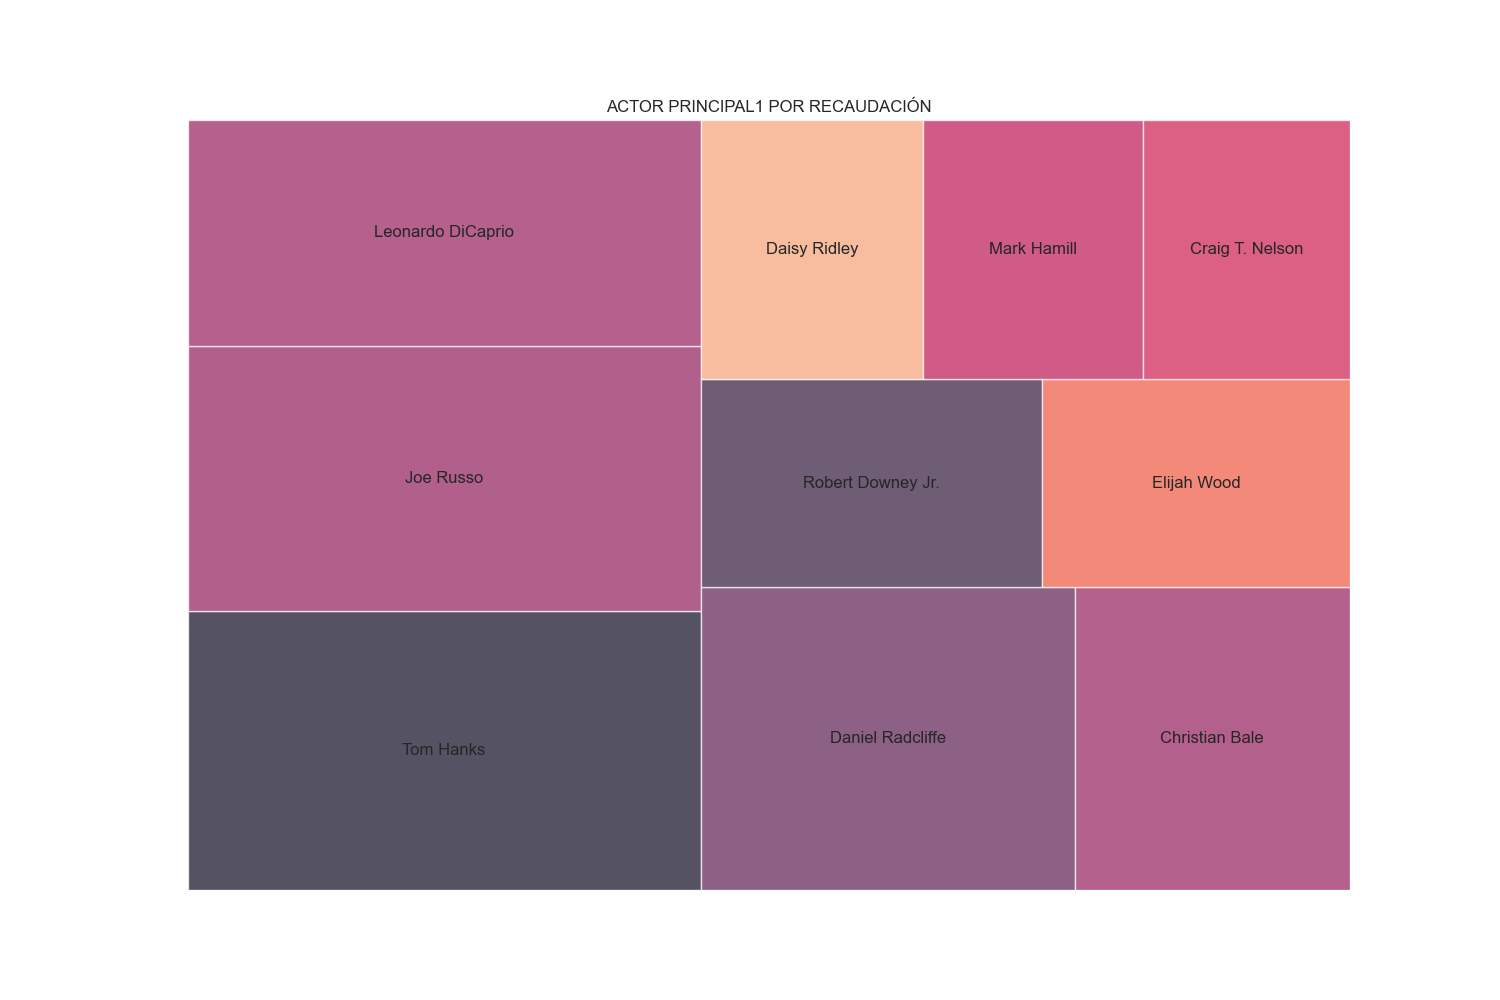 ACTOR PRINCIPAL1 POR RECAUDACIÓN
Leonardo DiCaprio
Daisy Ridley
Mark Hamill
Craig T. Nelson
Joe Russo
Robert Downey Jr.
Elijah Wood
Tom Hanks
Daniel Radcliffe
Christian Bale